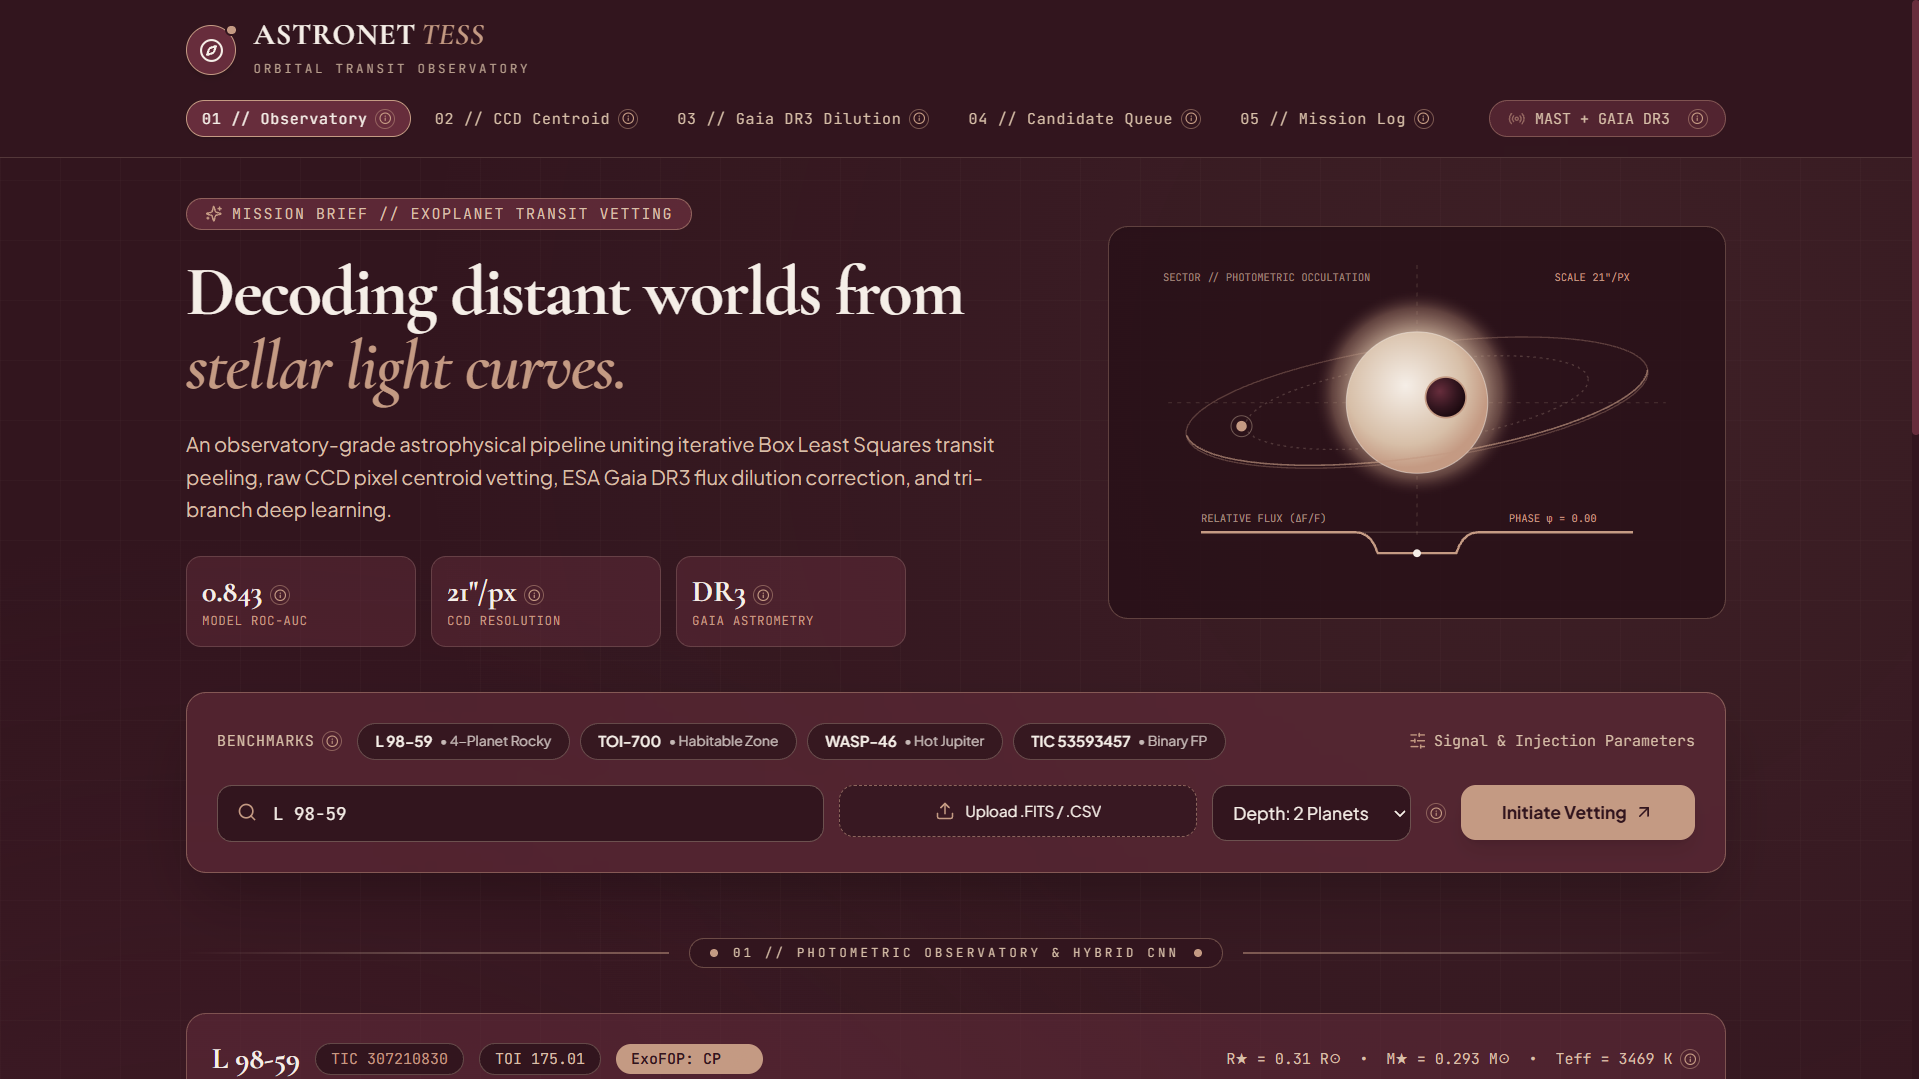 ASTRONET TESS
ORBITAL TRANSIT OBSERVATORY
01 // Observatory
02 // CCD Centroid
03 // Gaia DR3 Dilution
04 // Candidate Queue
05 // Mission Log
MAST + GAIA DR3
MISSION BRIEF // EXOPLANET TRANSIT VETTING
Decoding distant worlds from
stellar light curves.
An observatory-grade astrophysical pipeline uniting iterative Box Least Squares transit
peeling, raw CCD pixel centroid vetting, ESA Gaia DR3 flux dilution correction, and tri-
branch deep learning.
0.843
MODEL ROC-AUC
21"/px
CCD RESOLUTION
DR3
GAIA ASTROMETRY
SECTOR // PHOTOMETRIC OCCULTATION
SCALE 21"/PX
RELATIVE FLUX (ΔF/F)
PHASE φ = 0.00
BENCHMARKS
L 98-59 • 4-Planet Rocky
TOI-700 • Habitable Zone
WASP-46 • Hot Jupiter
TIC 53593457 • Binary FP
Signal & Injection Parameters
L 98-59
Upload .FITS / .CSV
Depth: 2 Planets
Initiate Vetting
01 // PHOTOMETRIC OBSERVATORY & HYBRID CNN
L 98-59
TIC 307210830
TOI 175.01
ExoFOP: CP
R★ = 0.31 R⊙ • M★ = 0.293 M⊙ • Teff = 3469 K